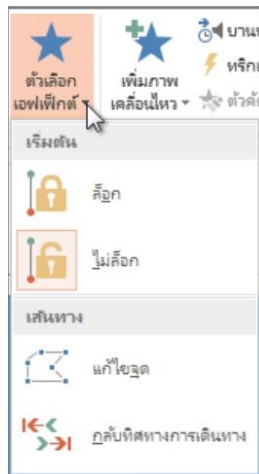 ตัวเลือก
เอฟเฟ็กต์
เพิ่มภาพ
เคลื่อนไหว
เริ่มต้น
ล็อก
ไม่ล็อก
เส้นทาง
แก้ไขจุด
กลับทิศทางการเดินทาง